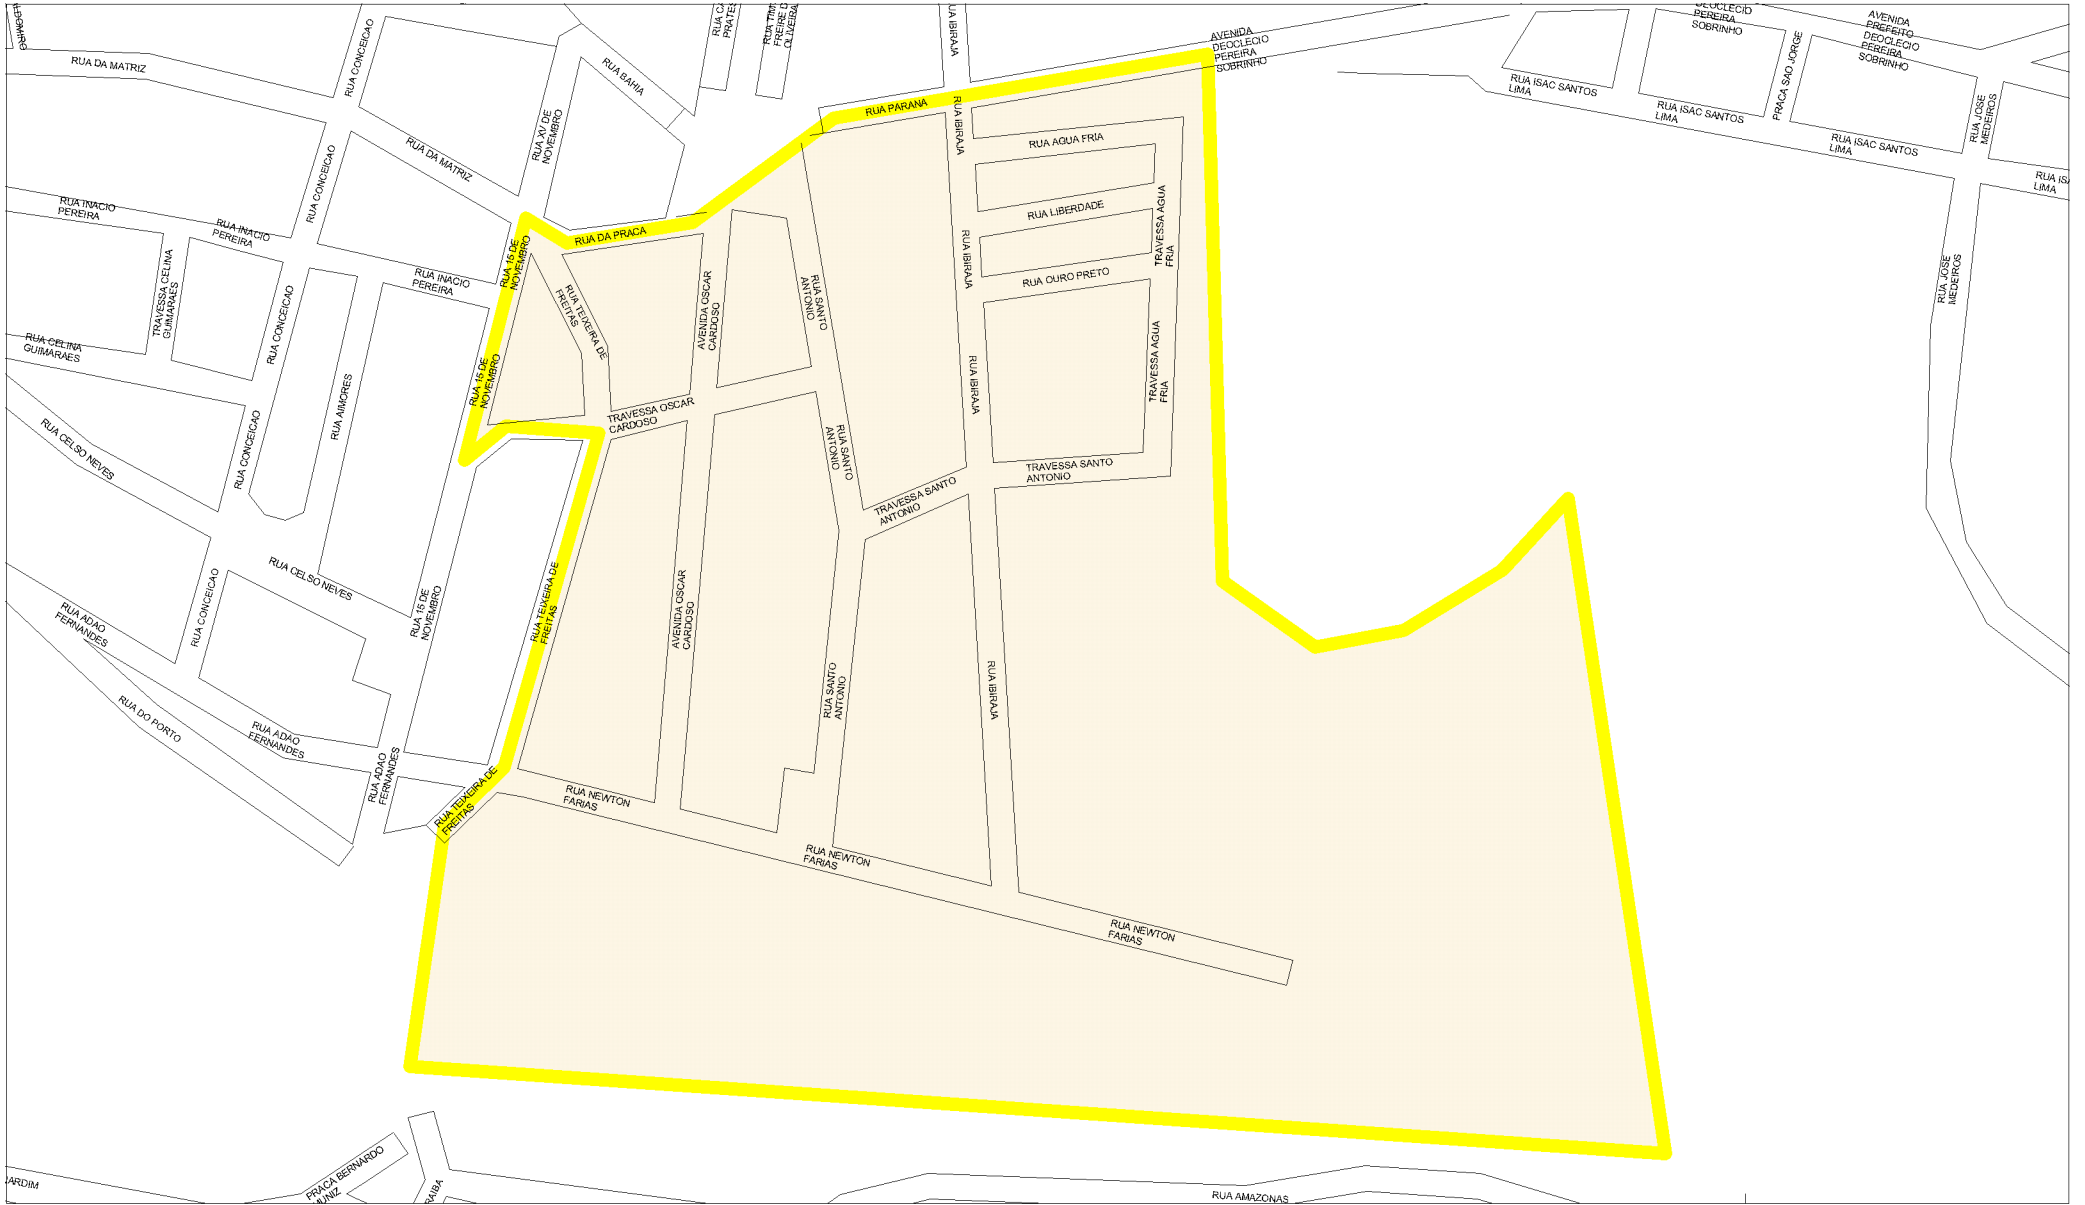 RUA DA MATRIZ
RUA CONCEICAO
RUA BAHIA
RUA IBIRAJA
AVENIDA
DEOCLECIO
PEREIRA
SOBRINHO
DEOCLECIO
PEREIRA
SOBRINHO
AVENIDA
PREFEITO
DEOCLECIO
PEREIRA
SOBRINHO
PRACA SAO JORGE
RUA ISAC SANTOS
LIMA
RUA ISAC SANTOS
LIMA
RUA ISAC SANTOS
LIMA
RUA JOSE
MEDEIROS
LIMA
RUA XV DE
NOVEMBRO
RUA DA MATRIZ
RUA PARANA
RUA IBIRAJA
RUA AGUA FRIA
RUA CONCEICAO
RUA INACIO
PEREIRA
RUA INACIO
PEREIRA
RUA INACIO
PEREIRA
RUA 15 DE
NOVEMBRO
RUA DA PRACA
RUA LIBERDADE
TRAVESSA AGUA
FRIA
RUA IBIRAJA
RUA OURO PRETO
RUA JOSE
MEDEIROS
TRAVESSA CELINA
GUIMARAES
RUA CONCEICAO
RUA TEIXEIRA DE
FREITAS
AVENIDA OSCAR
CARDOSO
RUA SANTO
ANTONIO
RUA CELINA
GUIMARAES
RUA AIMORES
RUA 15 DE
NOVEMBRO
TRAVESSA AGUA
FRIA
RUA IBIRAJA
TRAVESSA OSCAR
CARDOSO
RUA CELSO NEVES
RUA CONCEICAO
RUA SANTO
ANTONIO
TRAVESSA SANTO
ANTONIO
TRAVESSA SANTO
ANTONIO
RUA CELSO NEVES
RUA CONCEICAO
RUA 15 DE
NOVEMBRO
RUA TEIXEIRA DE
FREITAS
AVENIDA OSCAR
CARDOSO
RUA ADAO
FERNANDES
RUA SANTO
ANTONIO
RUA IBIRAJA
RUA DO PORTO
RUA ADAO
FERNANDES
RUA ADAO
FERNANDES
RUA TEIXEIRA DE
FREITAS
RUA NEWTON
FARIAS
RUA NEWTON
FARIAS
RUA NEWTON
FARIAS
PRACA BERNARDO
MUNIZ
RUA AMAZONAS